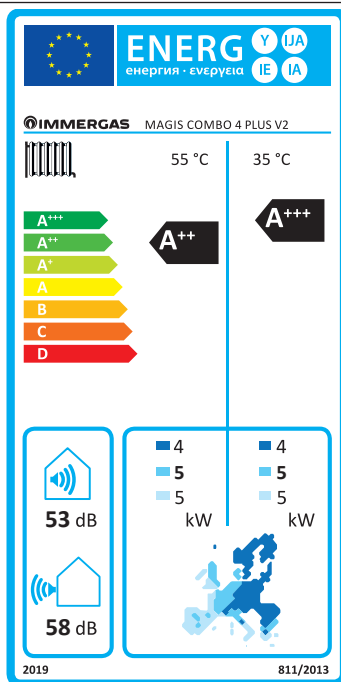 ENERG Y IJA
енергия · ενεργεια IE IA
IMMERGAS MAGIS COMBO 4 PLUS V2
55 °C 35 °C
A+++
A++
A+
A
B
C
D
A++ A+++
4 4
5 5
5 5
kW kW
53 dB
58 dB
2019 811/2013